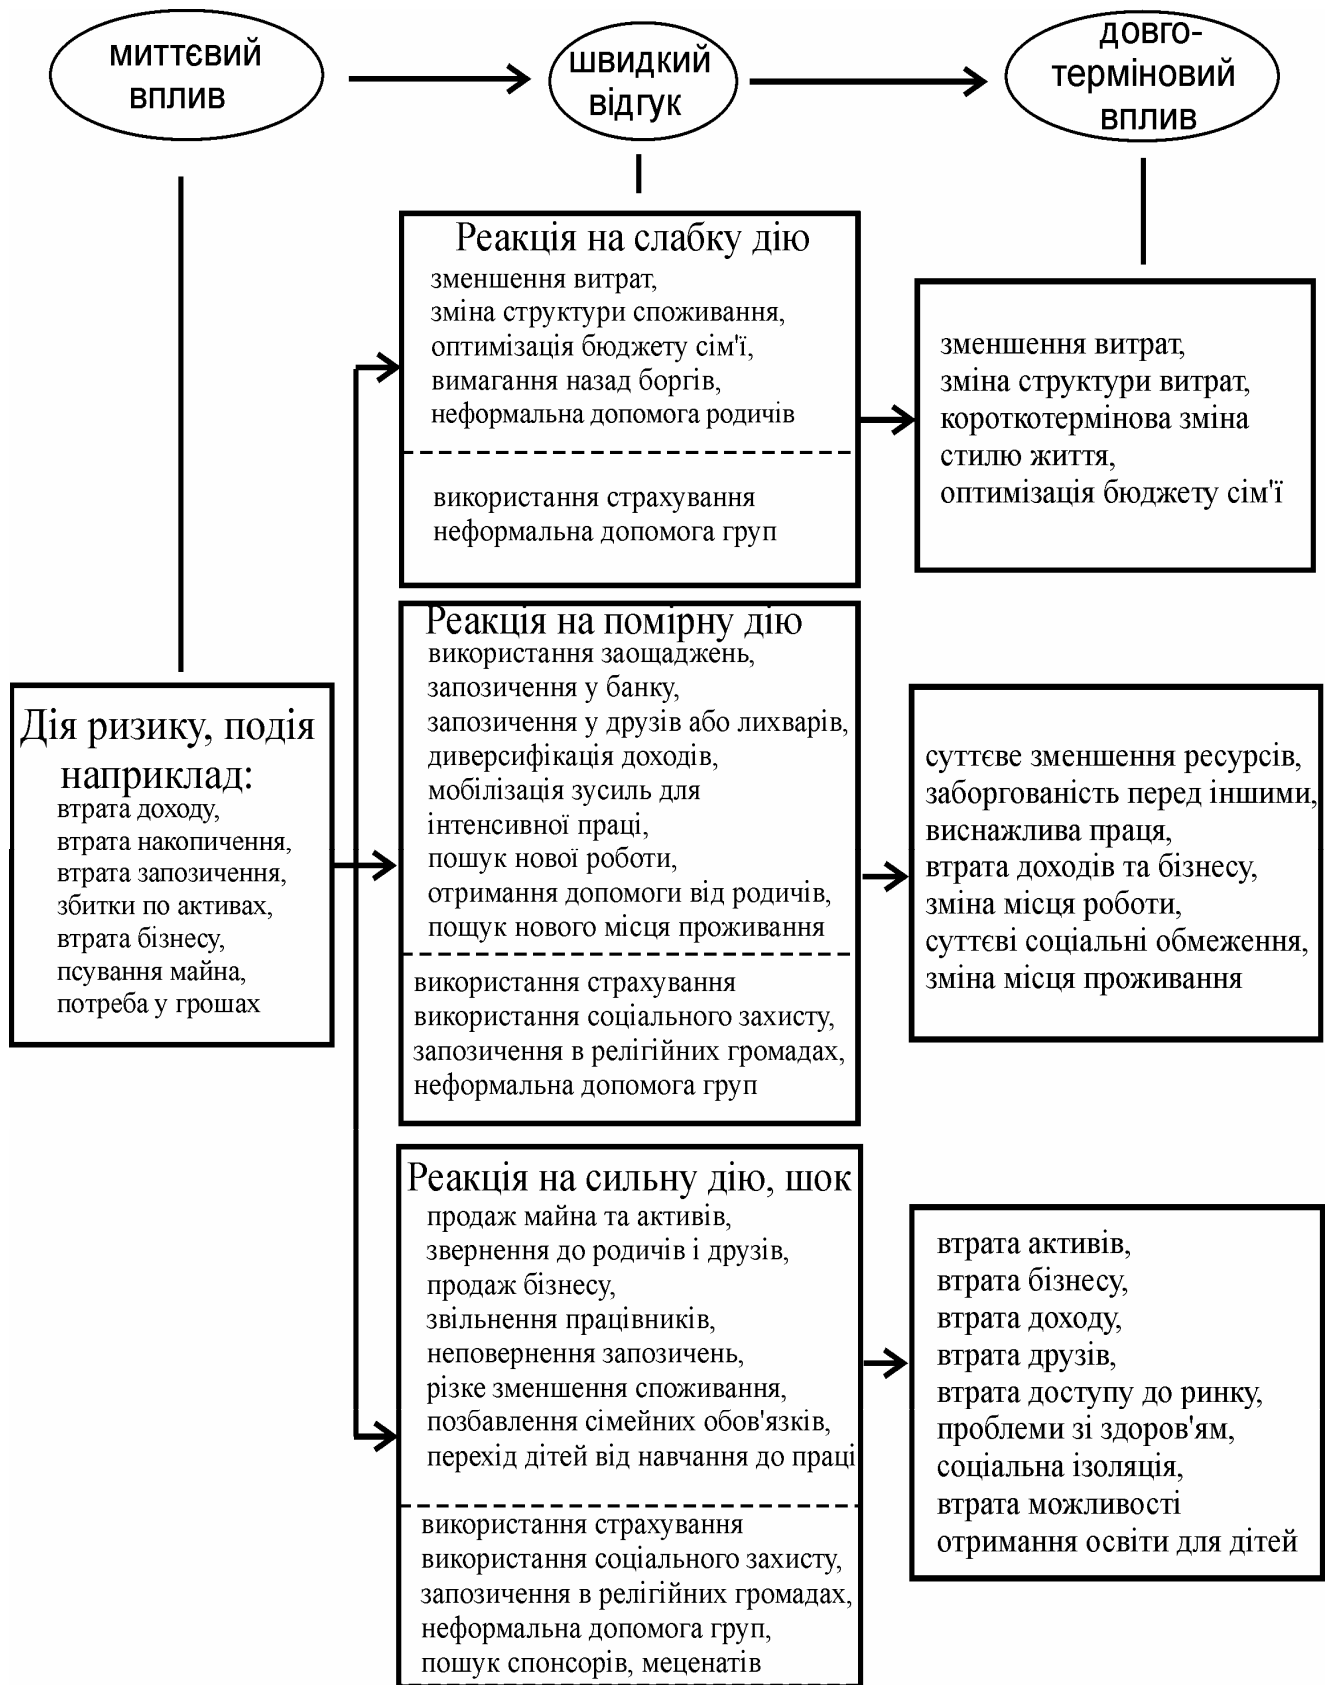 миттєвий
вплив
швидкий
відгук
довго-
терміновий
вплив
Дія ризику, подія
наприклад:
втрата доходу,
втрата накопичення,
втрата запозичення,
збитки по активах,
втрата бізнесу,
псування майна,
потреба у грошах
Реакція на слабку дію
зменшення витрат,
зміна структури споживання,
оптимізація бюджету сім'ї,
вимагання назад боргів,
неформальна допомога родичів
використання страхування
неформальна допомога груп
зменшення витрат,
зміна структури витрат,
короткотермінова зміна
стилю життя,
оптимізація бюджету сім'ї
Реакція на помірну дію
використання заощаджень,
запозичення у банку,
запозичення у друзів або лихварів,
диверсифікація доходів,
мобілізація зусиль для
інтенсивної праці,
пошук нової роботи,
отримання допомоги від родичів,
пощук нового місця проживання
використання страхування
використання соціального захисту,
запозичення в релігійних громадах,
неформальна допомога груп
суттєве зменшення ресурсів,
заборгованість перед іншими,
виснажлива праця,
втрата доходів та бізнесу,
зміна місця роботи,
суттєві соціальні обмеження,
зміна місця проживання
Реакція на сильну дію, шок
продаж майна та активів,
звернення до родичів і друзів,
продаж бізнесу,
звільнення працівників,
неповернення запозичень,
різке зменшення споживання,
позбавлення сімейних обов'язків,
перехід дітей від навчання до праці
використання страхування
використання соціального захисту,
запозичення в релігійних громадах,
неформальна допомога груп,
пошук спонсорів, меценатів
втрата активів,
втрата бізнесу,
втрата доходу,
втрата друзів,
втрата доступу до ринку,
проблеми зі здоров'ям,
соціальна ізоляція,
втрата можливості
отримання освіти для дітей